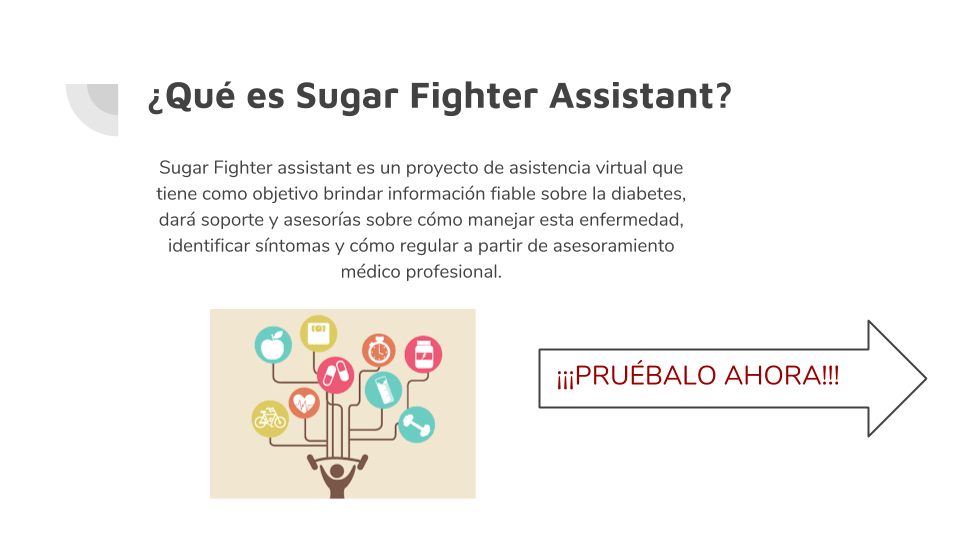 ¿Qué es Sugar Fighter Assistant?
Sugar Fighter assistant es un proyecto de asistencia virtual que
tiene como objetivo brindar información fiable sobre la diabetes,
dará soporte y asesorías sobre cómo manejar esta enfermedad,
identificar síntomas y cómo regular a partir de asesoramiento
médico profesional.
¡¡¡PRUÉBALO AHORA!!!